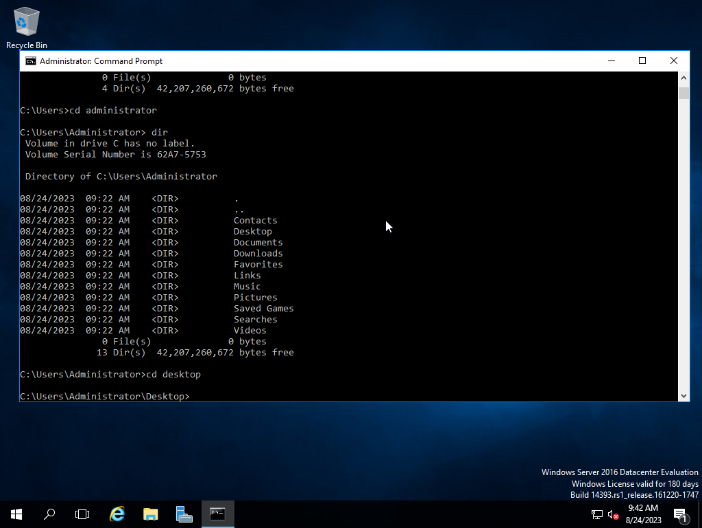 Recycle Bin
Administrator: Command Prompt
0 File(s) 0 bytes
4 Dir(s) 42,207,260,672 bytes free
C:\Users>cd administrator
C:\Users\Administrator> dir
Volume in drive C has no label.
Volume Serial Number is 62A7-5753
Directory of C:\Users\Administrator
08/24/2023 09:22 AM <DIR> .
08/24/2023 09:22 AM <DIR> ..
08/24/2023 09:22 AM <DIR> Contacts
08/24/2023 09:22 AM <DIR> Desktop
08/24/2023 09:22 AM <DIR> Documents
08/24/2023 09:22 AM <DIR> Downloads
08/24/2023 09:22 AM <DIR> Favorites
08/24/2023 09:22 AM <DIR> Links
08/24/2023 09:22 AM <DIR> Music
08/24/2023 09:22 AM <DIR> Pictures
08/24/2023 09:22 AM <DIR> Saved Games
08/24/2023 09:22 AM <DIR> Searches
08/24/2023 09:22 AM <DIR> Videos
0 File(s) 0 bytes
13 Dir(s) 42,207,260,672 bytes free
C:\Users\Administrator>cd desktop
C:\Users\Administrator\Desktop>
Windows Server 2016 Datacenter Evaluation
Windows License valid for 180 days
Build 14393.rs1_release.161220-1747
9:42 AM
8/24/2023
1